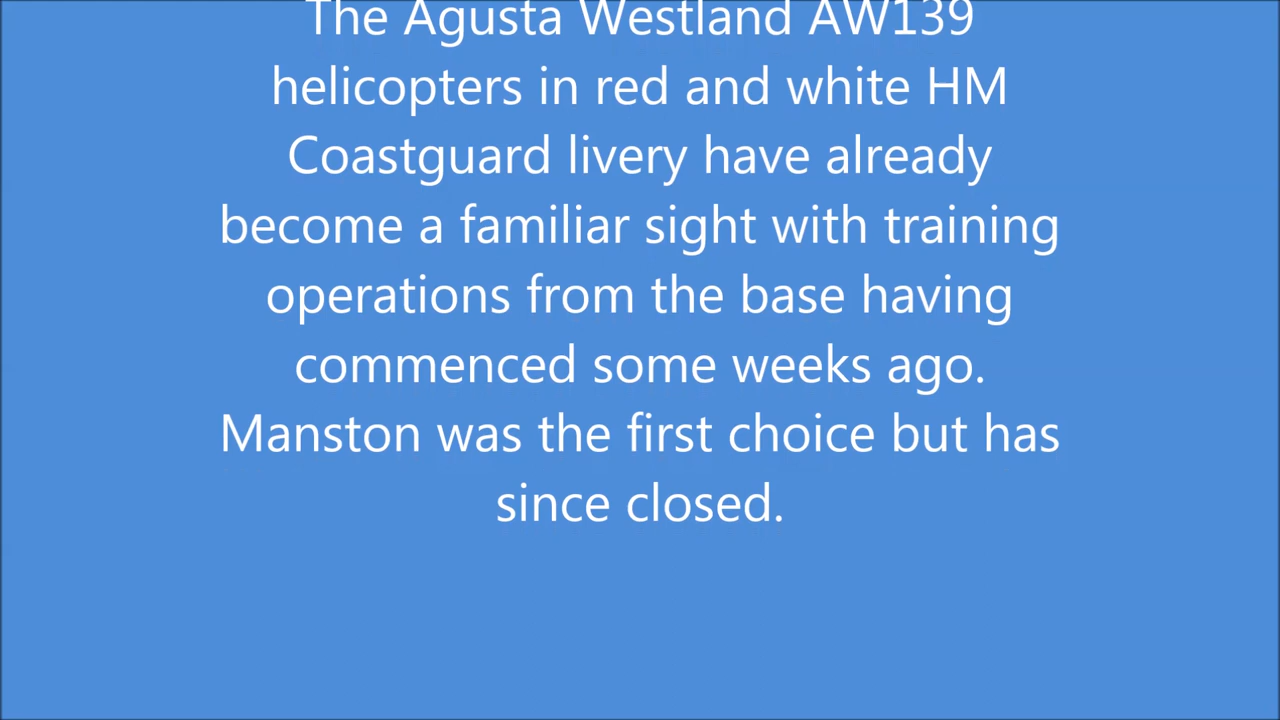 The Agusta Westland AW139
helicopters in red and white HM
Coastguard livery have already
become a familiar sight with training
operations from the base having
commenced some weeks ago.
Manston was the first choice but has
since closed.